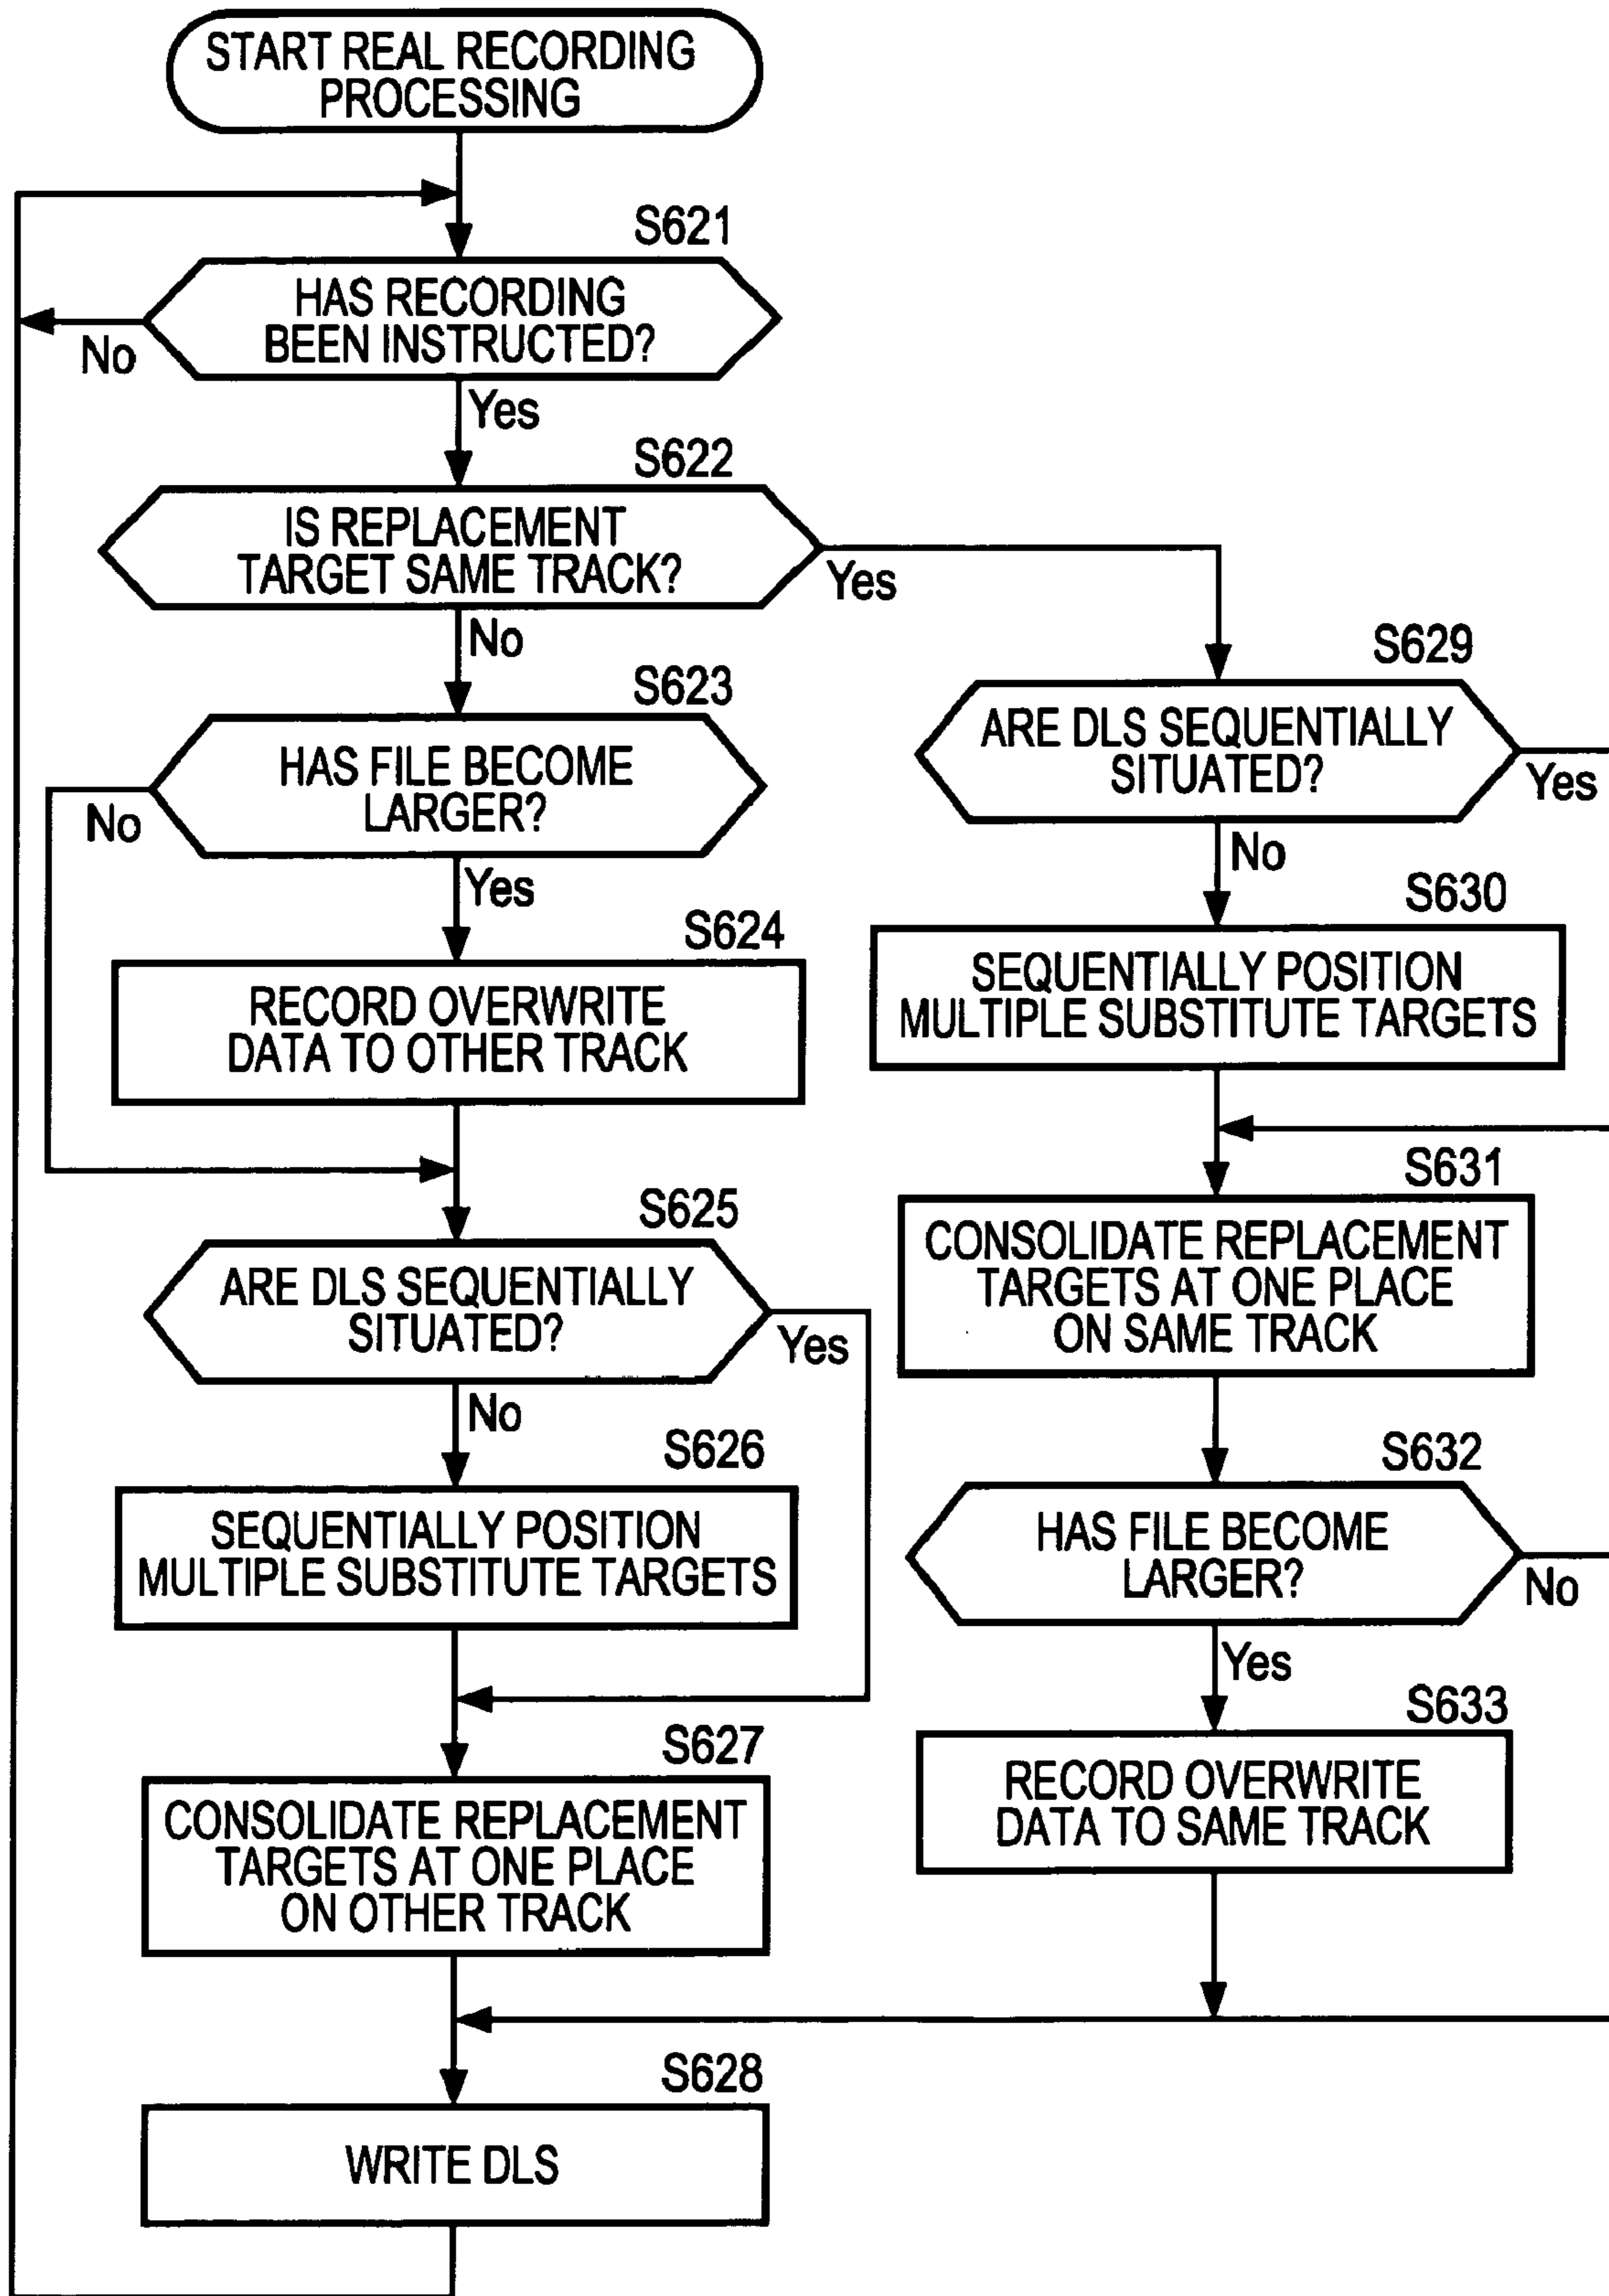 START REAL RECORDING
PROCESSING
S621
HAS RECORDING
BEEN INSTRUCTED?
No
Yes
S622
IS REPLACEMENT
TARGET SAME TRACK?
Yes
No
S623
HAS FILE BECOME
LARGER?
No
Yes
S624
RECORD OVERWRITE
DATA TO OTHER TRACK
S625
ARE DLS SEQUENTIALLY
SITUATED?
Yes
No
S626
SEQUENTIALLY POSITION
MULTIPLE SUBSTITUTE TARGETS
S627
CONSOLIDATE REPLACEMENT
TARGETS AT ONE PLACE
ON OTHER TRACK
S628
WRITE DLS
S629
ARE DLS SEQUENTIALLY
SITUATED?
Yes
No
S630
SEQUENTIALLY POSITION
MULTIPLE SUBSTITUTE TARGETS
S631
CONSOLIDATE REPLACEMENT
TARGETS AT ONE PLACE
ON SAME TRACK
S632
HAS FILE BECOME
LARGER?
No
Yes
S633
RECORD OVERWRITE
DATA TO SAME TRACK